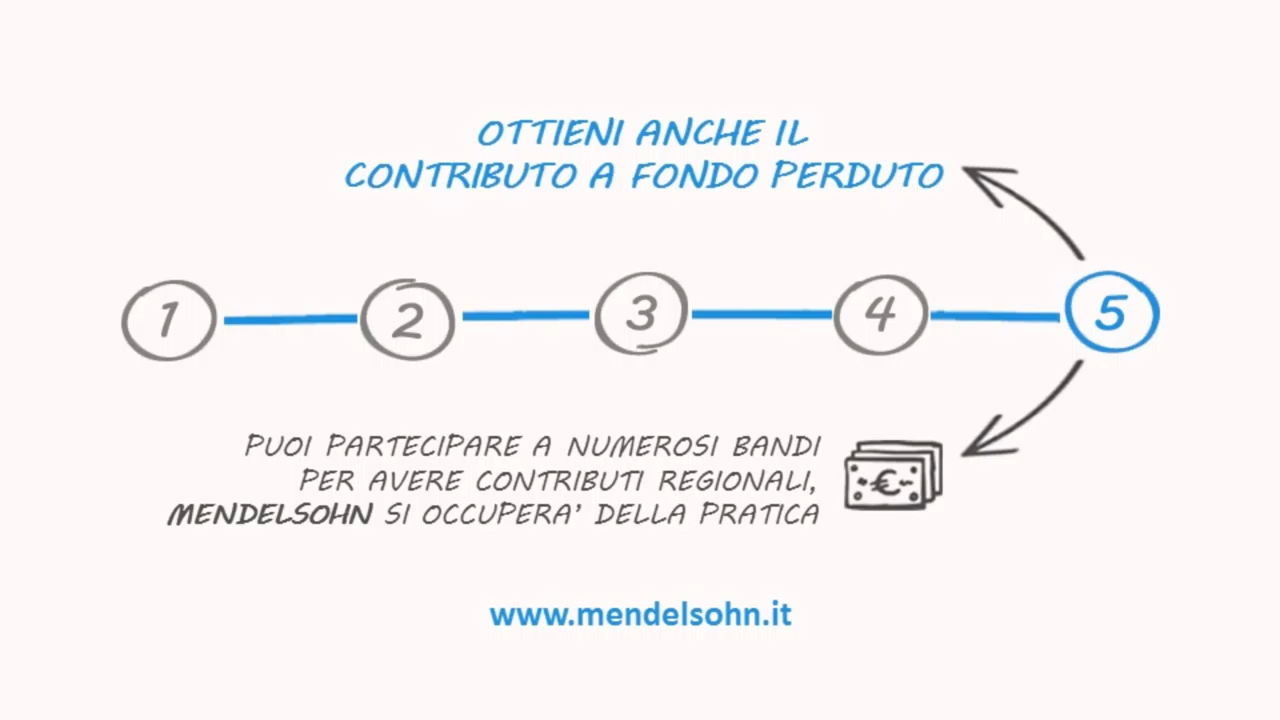 OTTIENI ANCHE IL
CONTRIBUTO A FONDO PERDUTO
1 2 3 4 5
PUOI PARTECIPARE A NUMEROSI BANDI
PER AVERE CONTRIBUTI REGIONALI,
MENDELSOHN SI OCCUPERA' DELLA PRATICA
€
www.mendelsohn.it